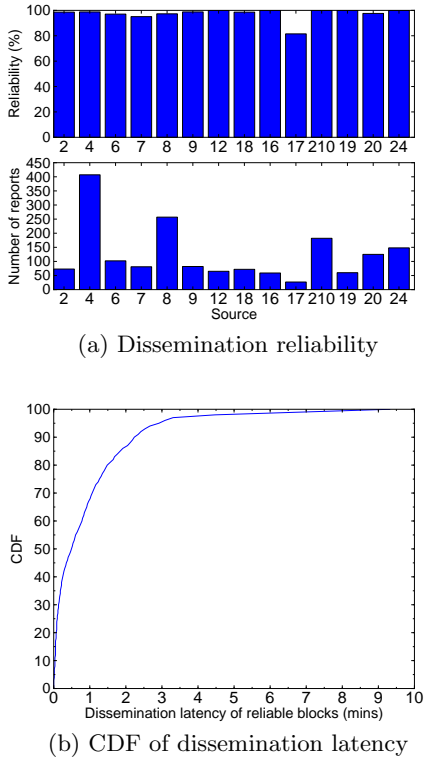 100
80
60
40
20
0
Reliability (%)
2 4 6 7 8 9 12 18 16 17 210 19 20 24
450
400
350
300
250
200
150
100
50
0
Number of reports
2 4 6 7 8 9 12 18 16 17 210 19 20 24
Source
(a) Dissemination reliability
100
90
80
70
60
50
40
30
20
10
0
CDF
0 1 2 3 4 5 6 7 8 9 10
Dissemination latency of reliable blocks (mins)
(b) CDF of dissemination latency